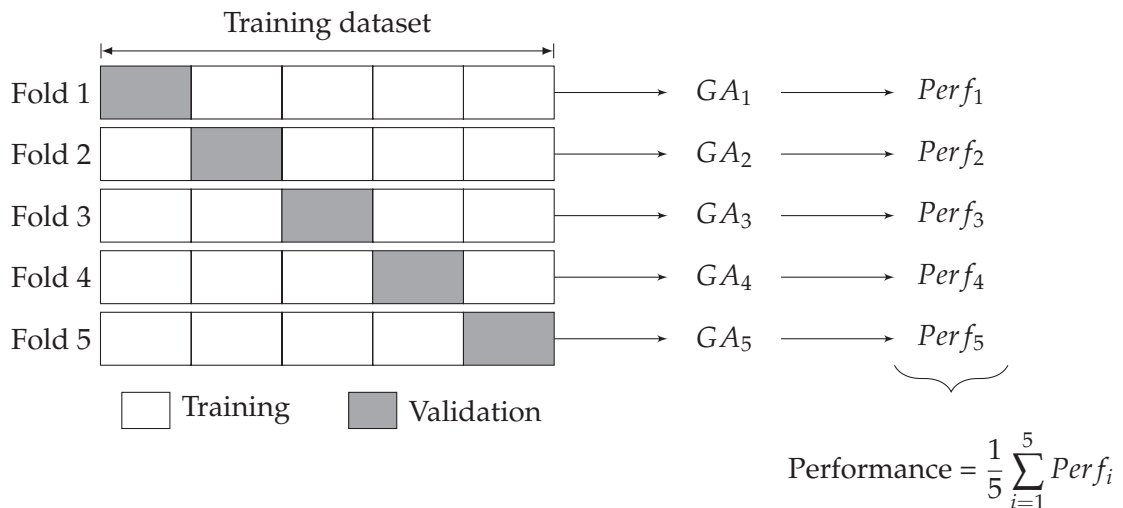 Training dataset
Fold 1 GA₁ Perf₁
Fold 2 GA₂ Perf₂
Fold 3 GA₃ Perf₃
Fold 4 GA₄ Perf₄
Fold 5 GA₅ Perf₅
Training Validation
Performance = 1/5 ∑_{i=1}^{5} Perf_i